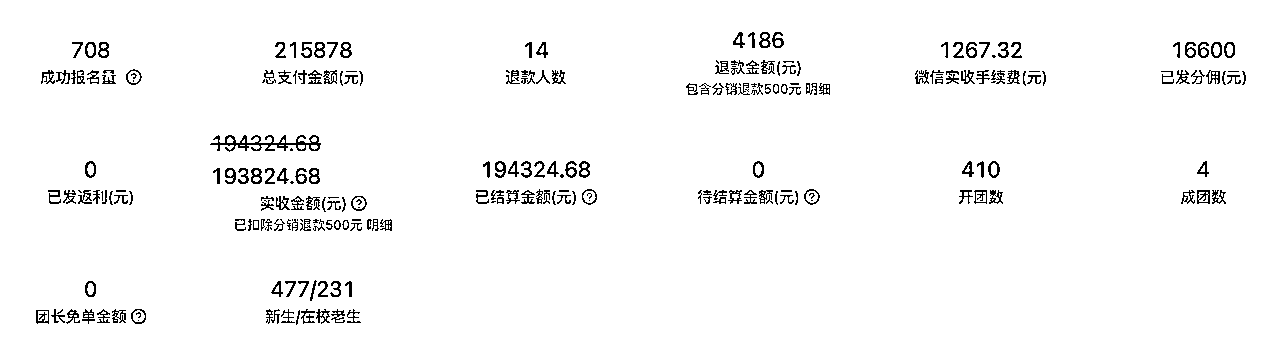 708
成功报名量 ?
215878
总支付金额(元)
14
退款人数
4186
退款金额(元)
包含分销退款500元 明细
1267.32
微信实收手续费(元)
16600
已发分佣(元)
0
已发返利(元)
194324.68
193824.68
实收金额(元) ?
已扣除分销退款500元 明细
194324.68
已结算金额(元) ?
0
待结算金额(元) ?
410
开团数
4
成团数
0
团长免单金额 ?
477/231
新生/在校老生